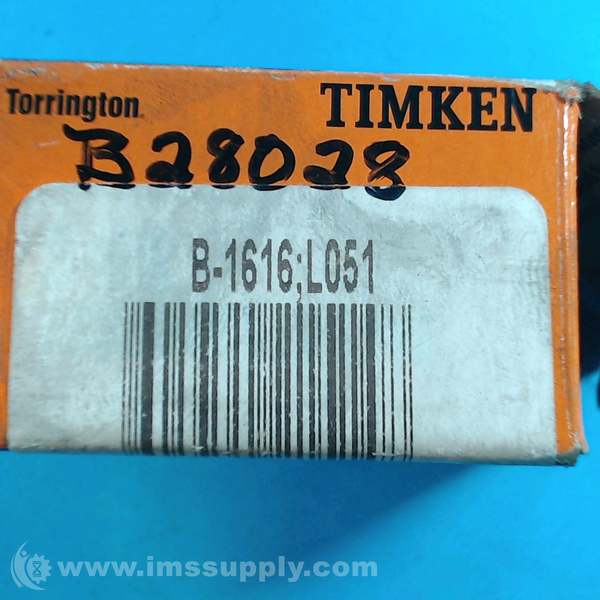 Torrington. TIMKEN
B28028
B-1616;L051
www.imssupply.com